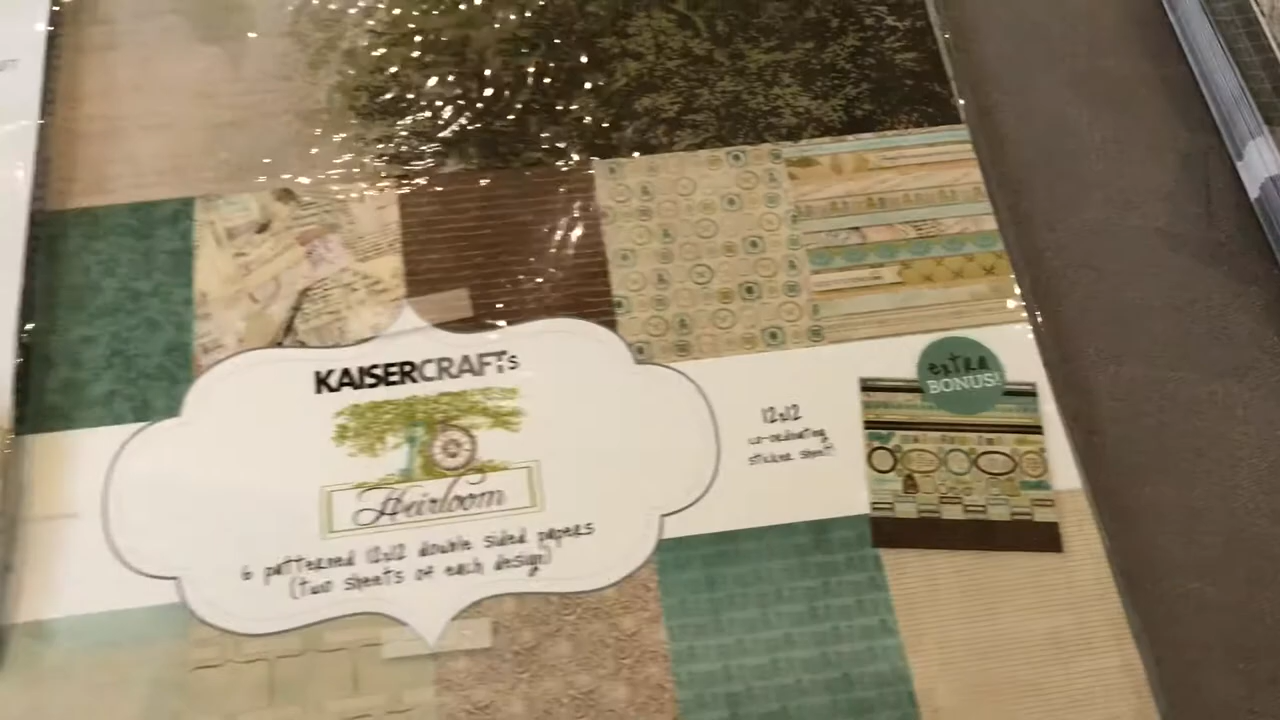 KAISERCRAFT's
Heirloom
6 patterned 12x12 double sided papers
(two sheets of each design)
12x12
co-ordinating
sticker sheet!
extra
BONUS!